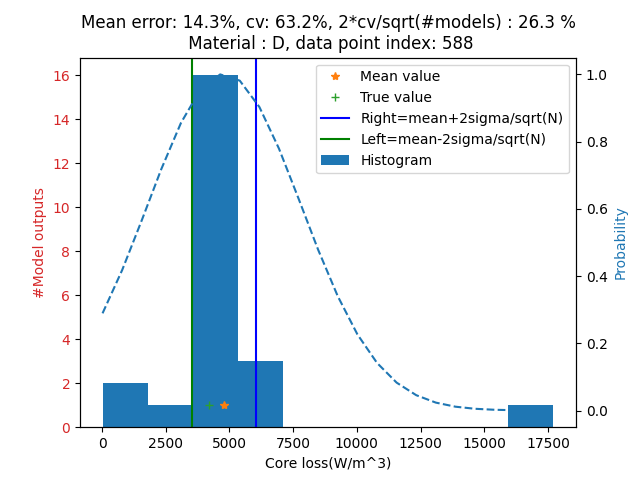 Mean error: 14.3%, cv: 63.2%, 2*cv/sqrt(#models) : 26.3 %
Material : D, data point index: 588
Mean value
True value
Right=mean+2sigma/sqrt(N)
Left=mean-2sigma/sqrt(N)
Histogram
#Model outputs
16
14
12
10
8
6
4
2
0
1.0
0.8
0.6
0.4
0.2
0.0
Probability
0 2500 5000 7500 10000 12500 15000 17500
Core loss(W/m^3)